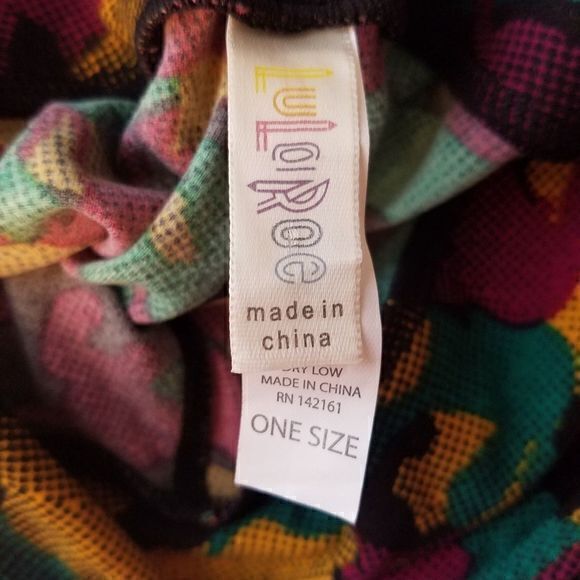 LuLaRoe
made in
china
DRY LOW
MADE IN CHINA
RN 142161
ONE SIZE